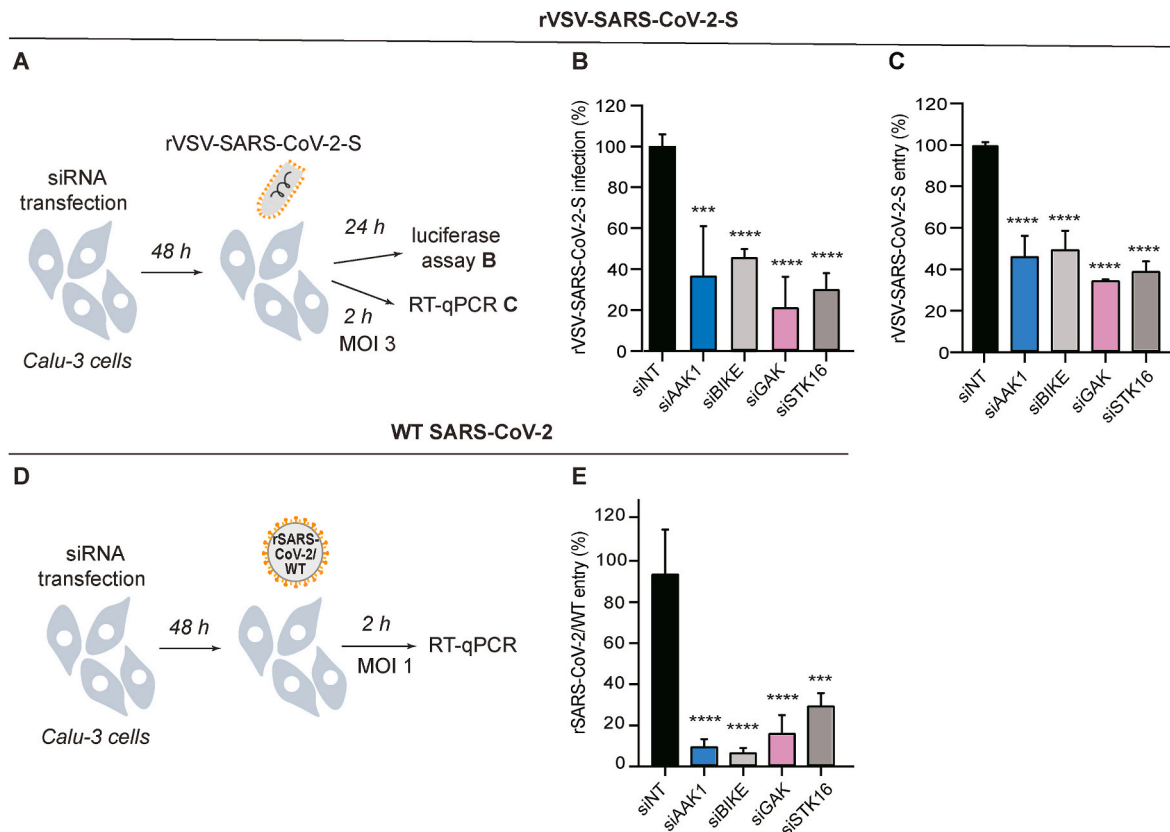 rVSV-SARS-CoV-2-S
A
rVSV-SARS-CoV-2-S
siRNA
transfection
48 h
24 h
luciferase
assay B
RT-qPCR C
2 h
MOI 3
Calu-3 cells
B
rVSV-SARS-CoV-2-S infection (%)
120
100
80
60
40
20
0
***
****
****
****
siNT
siAAK1
siBIKE
siGAK
siSTK16
C
rVSV-SARS-CoV-2-S entry (%)
120
100
80
60
40
20
0
****
****
****
****
siNT
siAAK1
siBIKE
siGAK
siSTK16
WT SARS-CoV-2
D
siRNA
transfection
48 h
rSARS-
CoV-2/
WT
2 h
MOI 1
RT-qPCR
Calu-3 cells
E
rSARS-CoV-2/WT entry (%)
120
100
80
60
40
20
0
****
****
****
***
siNT
siAAK1
siBIKE
siGAK
siSTK16